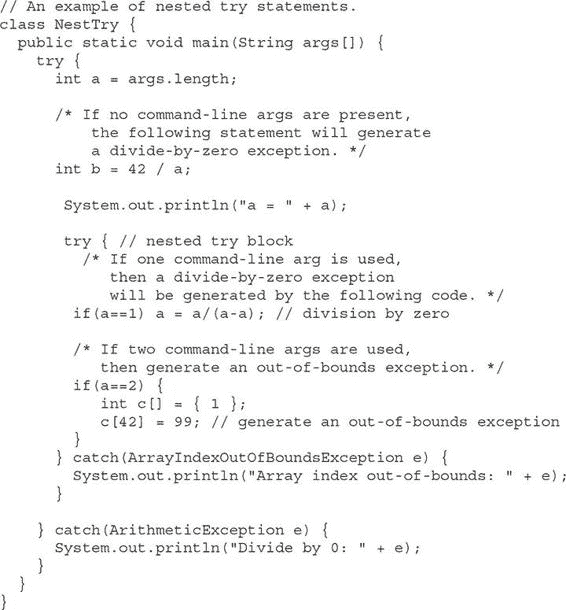 // An example of nested try statements.
class NestTry {
  public static void main(String args[]) {
    try {
      int a = args.length;

      /* If no command-line args are present,
         the following statement will generate
         a divide-by-zero exception. */
      int b = 42 / a;

      System.out.println("a = " + a);

      try { // nested try block
        /* If one command-line arg is used,
           then a divide-by-zero exception
           will be generated by the following code. */
        if(a==1) a = a/(a-a); // division by zero

        /* If two command-line args are used,
           then generate an out-of-bounds exception. */
        if(a==2) {
          int c[] = { 1 };
          c[42] = 99; // generate an out-of-bounds exception
        }
      } catch(ArrayIndexOutOfBoundsException e) {
        System.out.println("Array index out-of-bounds: " + e);
      }

    } catch(ArithmeticException e) {
      System.out.println("Divide by 0: " + e);
    }
  }
}